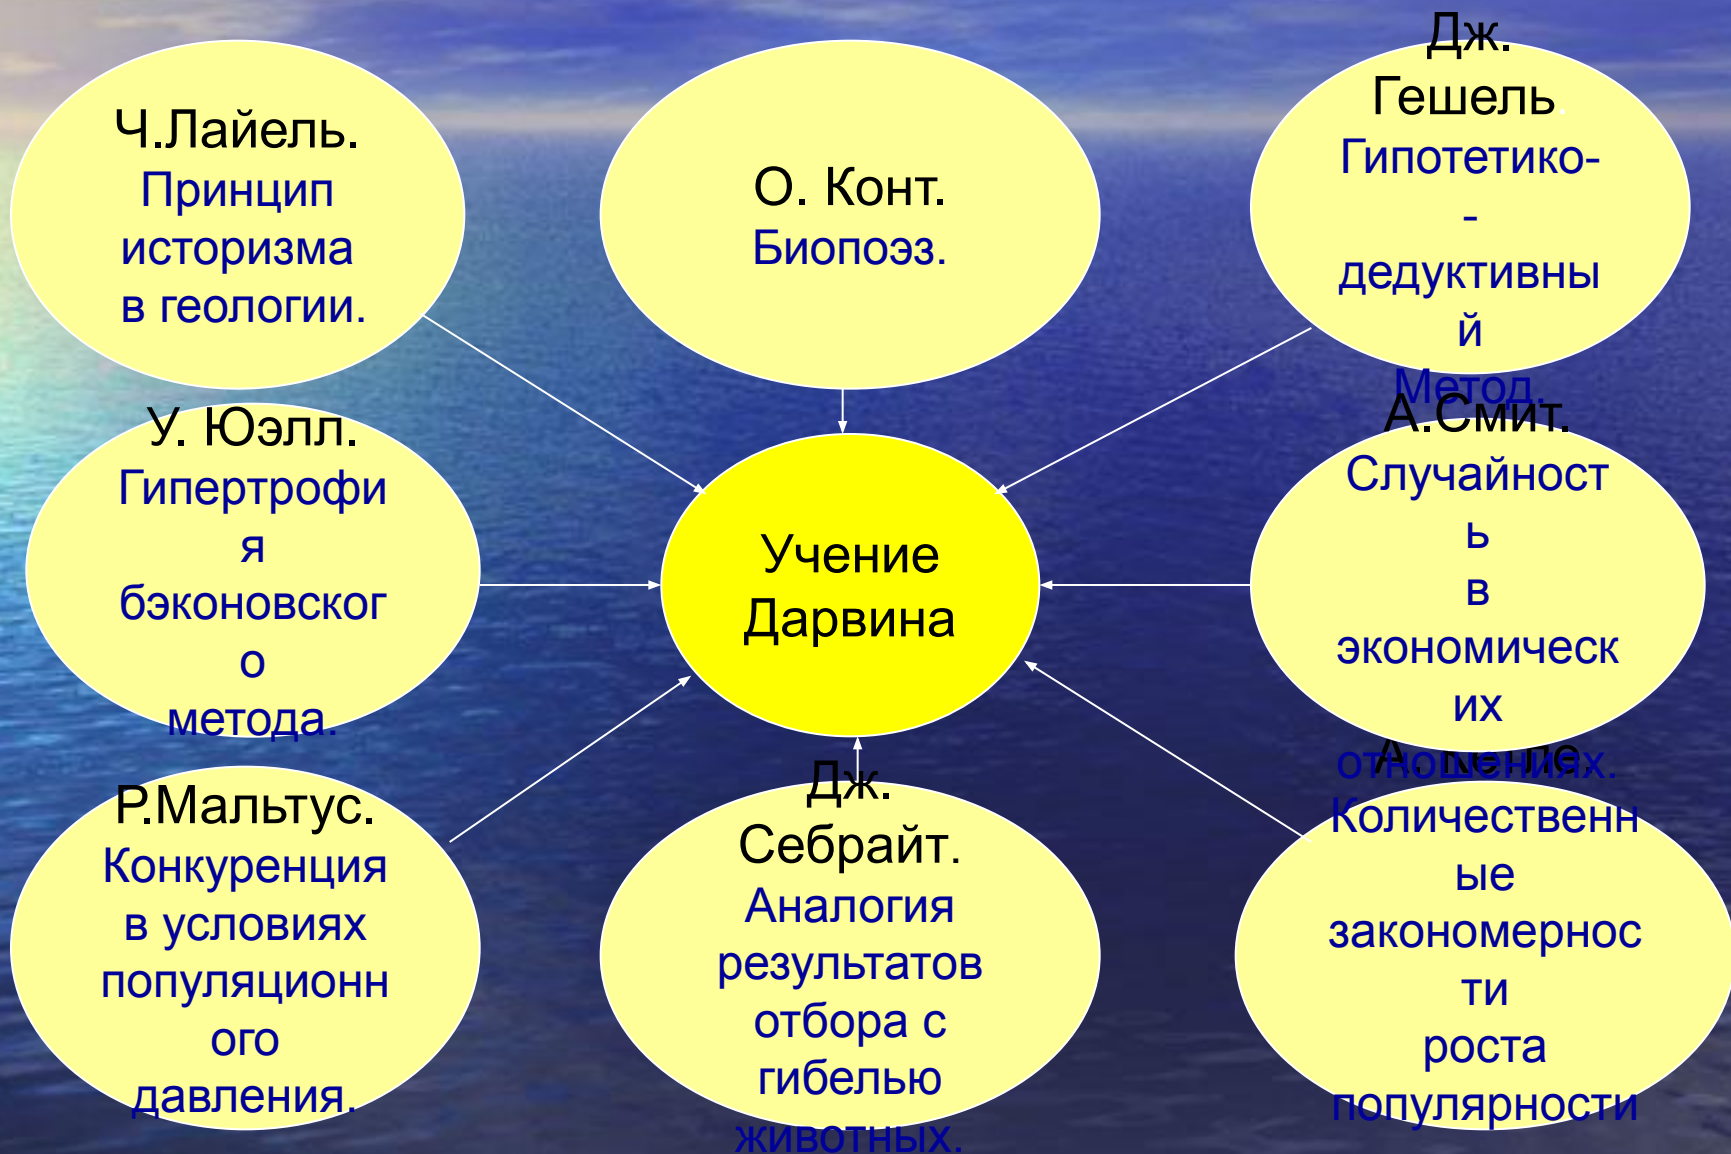 Ч.Лайель.
Принцип
историзма
в геологии.
О. Конт.
Биопоэз.
Дж.
Гешель.
Гипотетико-
-
дедуктивны
й
Метод.
У. Юэлл.
Гипертрофи
я
бэконовског
о
метода.
Учение
Дарвина
А.Смит.
Случайност
ь
в
экономическ
их
отношениях.
Р.Мальтус.
Конкуренция
в условиях
популяционн
ого
давления.
Дж.
Себрайт.
Аналогия
результатов
отбора с
гибелью
животных.
А.
Количественн
ые
закономернос
ти
роста
популярности